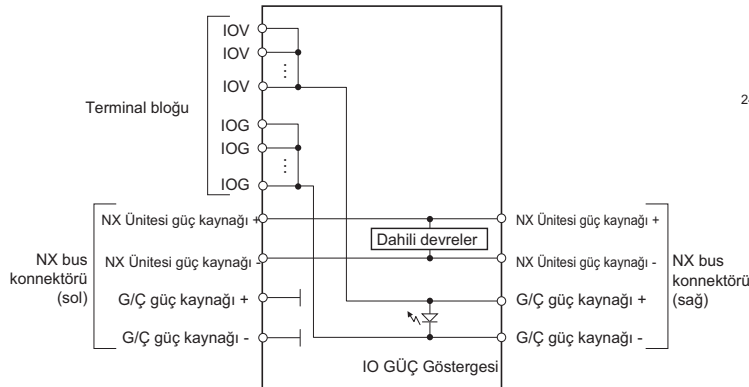 IOV
IOV
IOV
Terminal bloğu
IOG
IOG
IOG
NX Ünitesi güç kaynağı +
NX Ünitesi güç kaynağı -
G/Ç güç kaynağı +
G/Ç güç kaynağı -
NX bus
konnektörü
(sol)
Dahili devreler
IO GÜÇ Göstergesi
NX Ünitesi güç kaynağı +
NX Ünitesi güç kaynağı -
G/Ç güç kaynağı +
G/Ç güç kaynağı -
NX bus
konnektörü
(sağ)